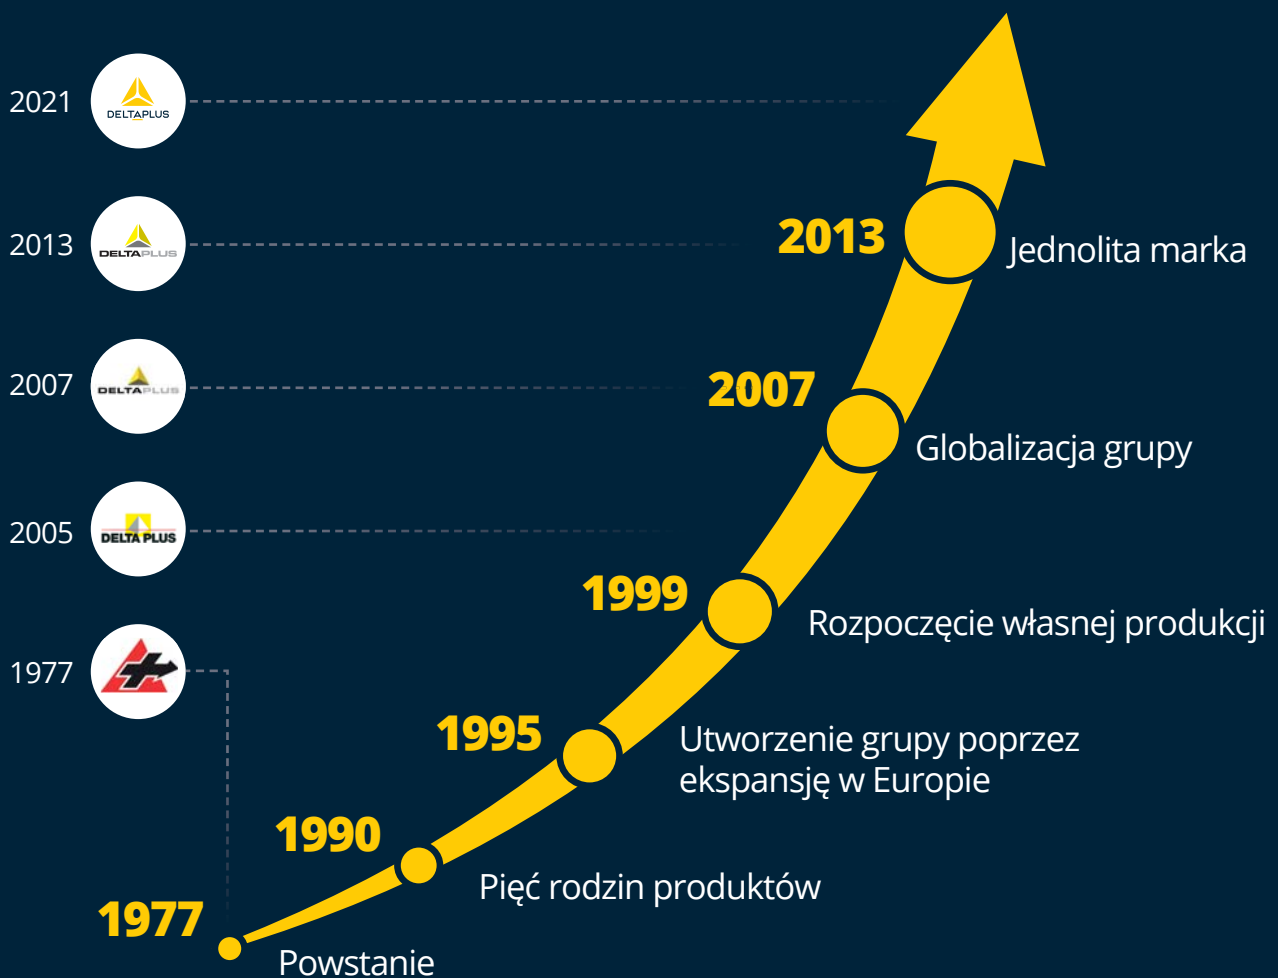 2021
DELTAPLUS
2013
DELTAPLUS
2013
Jednolita marka
2007
DELTAPLUS
2007
Globalizacja grupy
2005
DELTA PLUS
1999
Rozpoczęcie własnej produkcji
1977
1995
Utworzenie grupy poprzez
ekspansję w Europie
1990
Pięć rodzin produktów
1977
Powstanie